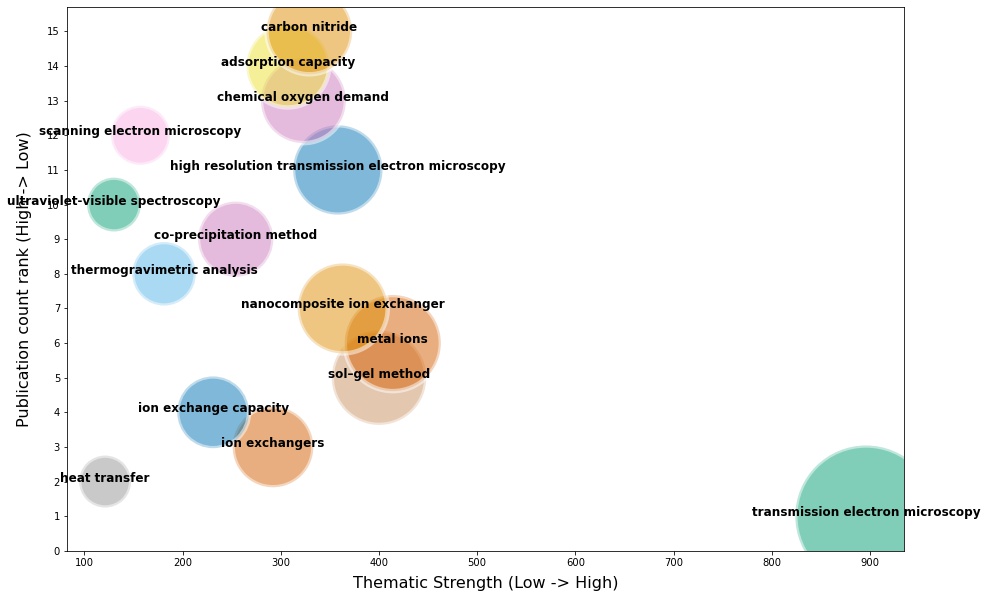 15
carbon nitride
14
adsorption capacity
13
chemical oxygen demand
12
scanning electron microscopy
11
high resolution transmission electron microscopy
10
ultraviolet-visible spectroscopy
9
co-precipitation method
8
thermogravimetric analysis
7
nanocomposite ion exchanger
6
metal ions
5
sol–gel method
4
ion exchange capacity
3
ion exchangers
2
heat transfer
1
transmission electron microscopy
0
Publication count rank (High -> Low)
100 200 300 400 500 600 700 800 900
Thematic Strength (Low -> High)